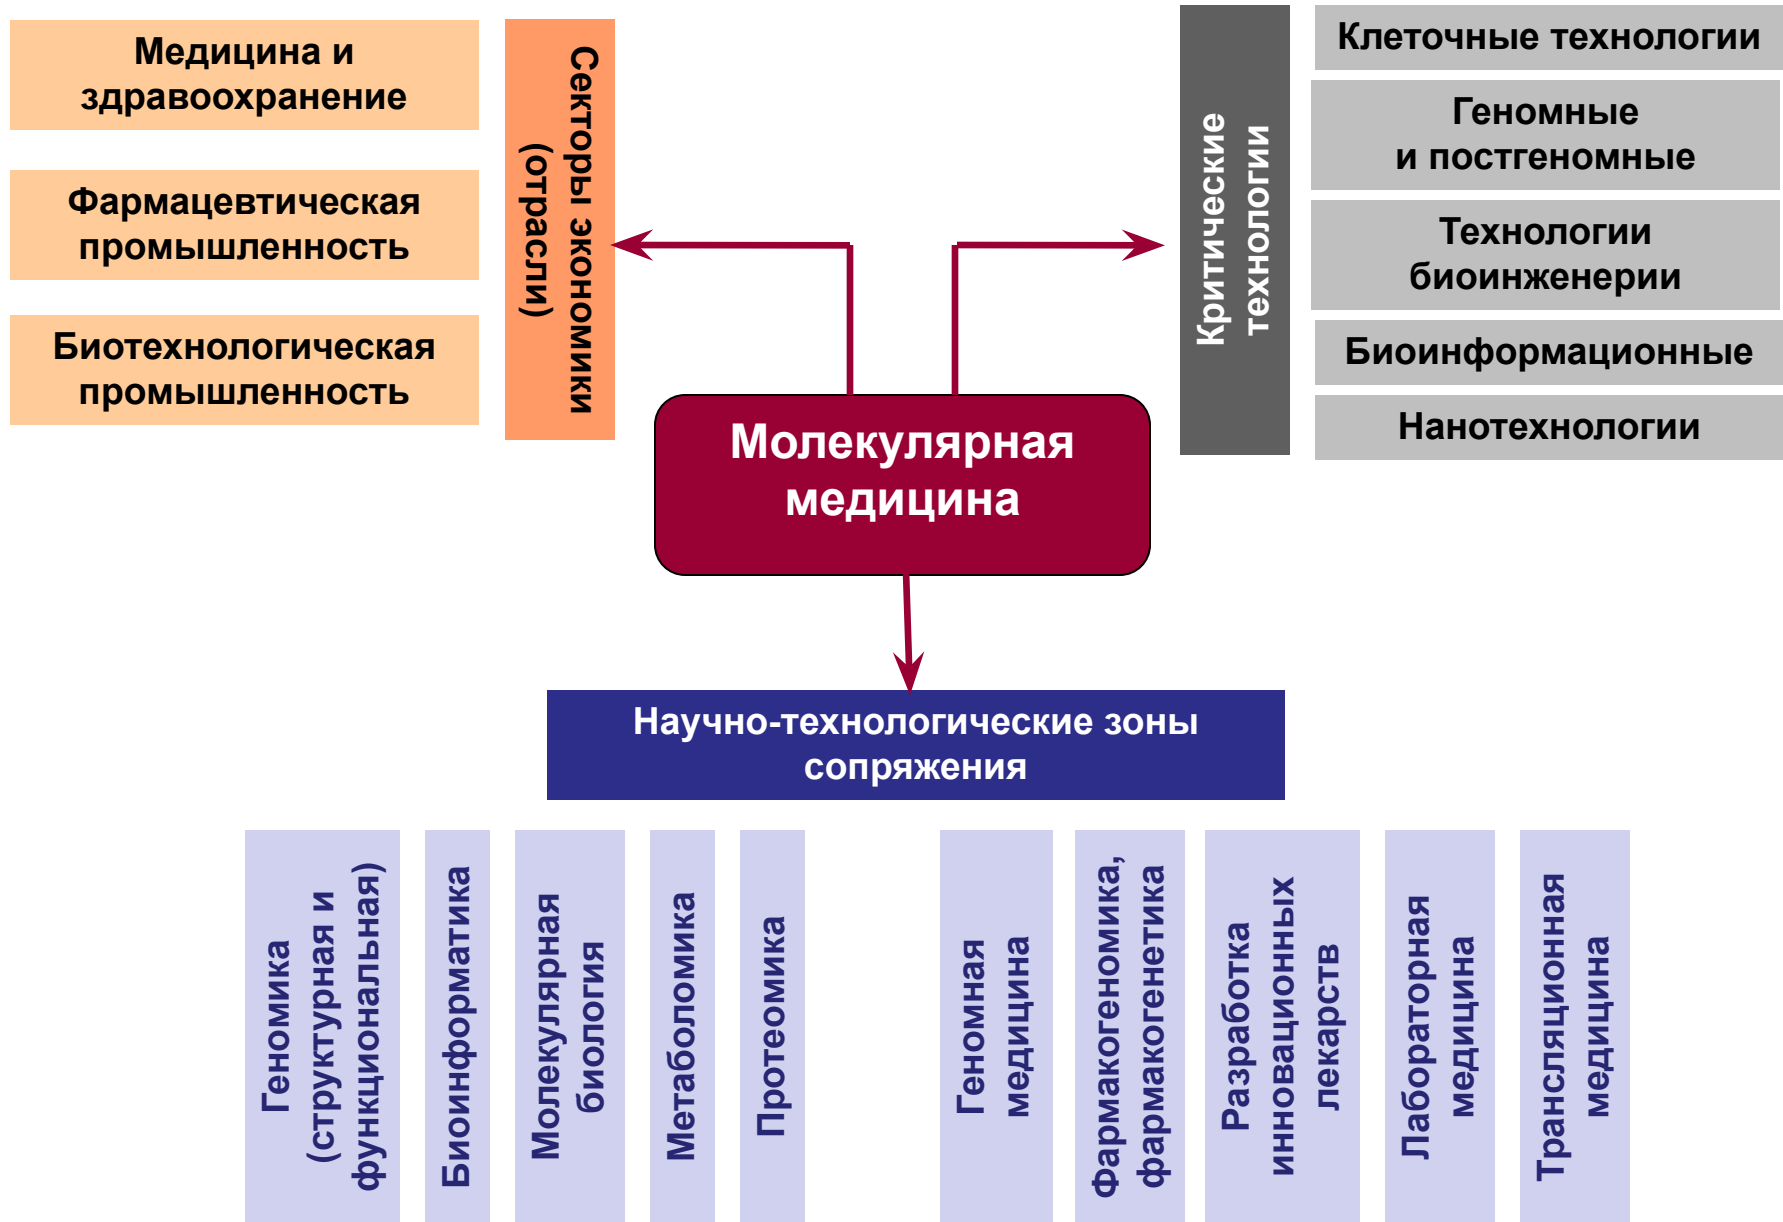 Медицина и
здравоохранение
Фармацевтическая
промышленность
Биотехнологическая
промышленность
Секторы экономики
(отрасли)
Критические
технологии
Клеточные технологии
Геномные
и постгеномные
Технологии
биоинженерии
Биоинформационные
Нанотехнологии
Молекулярная
медицина
Научно-технологические зоны
сопряжения
Геномика
(структурная и
функциональная)
Биоинформатика
Молекулярная
биология
Метаболомика
Протеомика
Геномная
медицина
Фармакогеномика,
фармакогенетика
Разработка
инновационных
лекарств
Лабораторная
медицина
Трансляционная
медицина